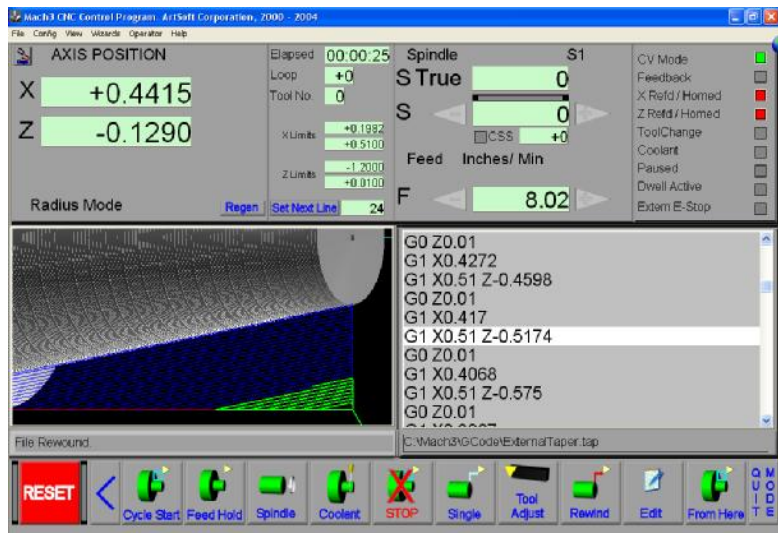 Mach3 CNC Control Program. ArtSoft Corporation, 2000 - 2004
File Config View Wizards Operator Help
AXIS POSITION
X +0.4415
Z -0.1290
Radius Mode
Regen
Elapsed 00:00:25
Loop +0
Tool No. 0
X Limits +0.1982
+0.5100
Z Limits -1.2000
+0.0100
Set Next Line 24
Spindle S1
S True 0
S 0
CSS +0
Feed Inches/ Min
F 8.02
CV Mode
Feedback
X Refd / Homed
Z Refd / Homed
ToolChange
Coolant
Paused
Dwell Active
Extern E-Stop
G0 Z0.01
G1 X0.4272
G1 X0.51 Z-0.4598
G0 Z0.01
G1 X0.417
G1 X0.51 Z-0.5174
G0 Z0.01
G1 X0.4068
G1 X0.51 Z-0.575
G0 Z0.01
File Rewound.
C:\Mach3\GCode\ExternalTaper.tap
RESET
Cycle Start
Feed Hold
Spindle
Coolent
STOP
Single
Tool
Adjust
Rewind
Edit
From Here
QUIT
MODE